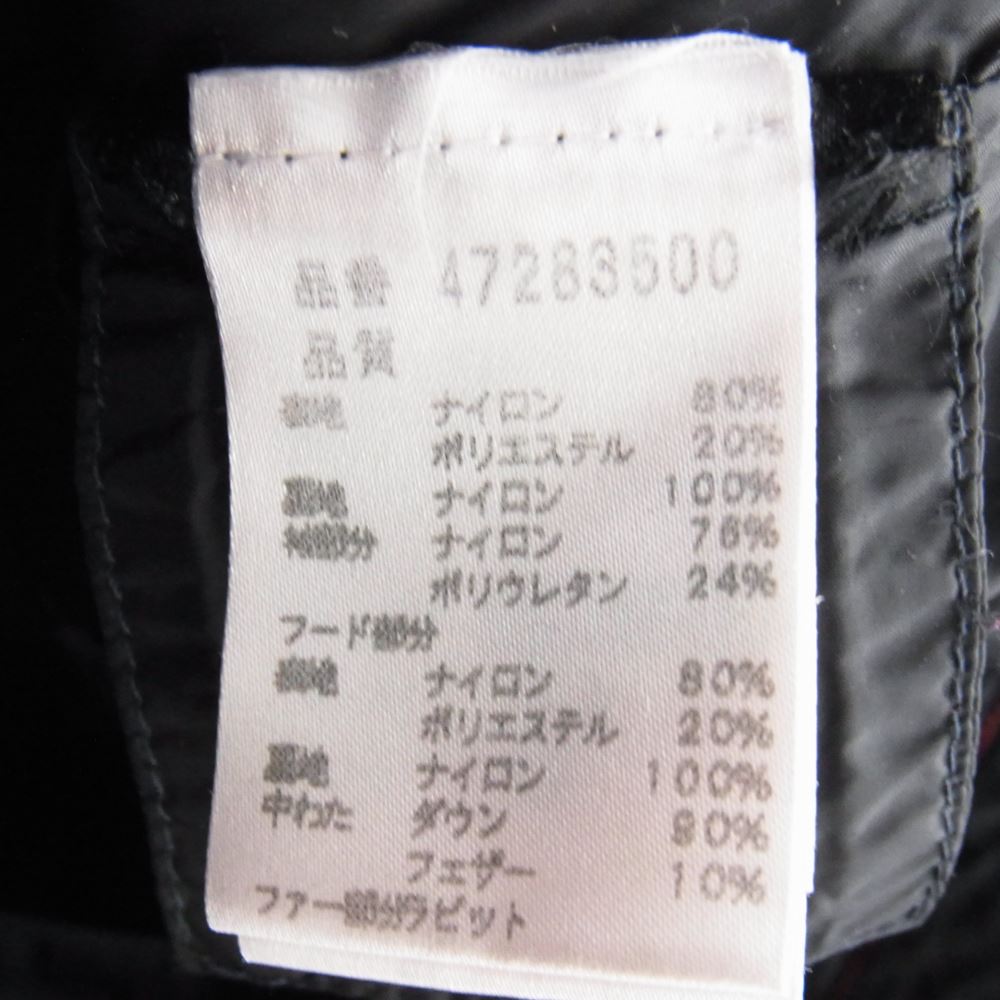 品番 47283500
品質
表地 ナイロン 80%
ポリエステル 20%
裏地 ナイロン 100%
部分 ナイロン 76%
ポリウレタン 24%
フード部分
表地 ナイロン 80%
ポリエステル 20%
裏地 ナイロン 100%
中わた ダウン 80%
フェザー 10%
ファー部分ラビット